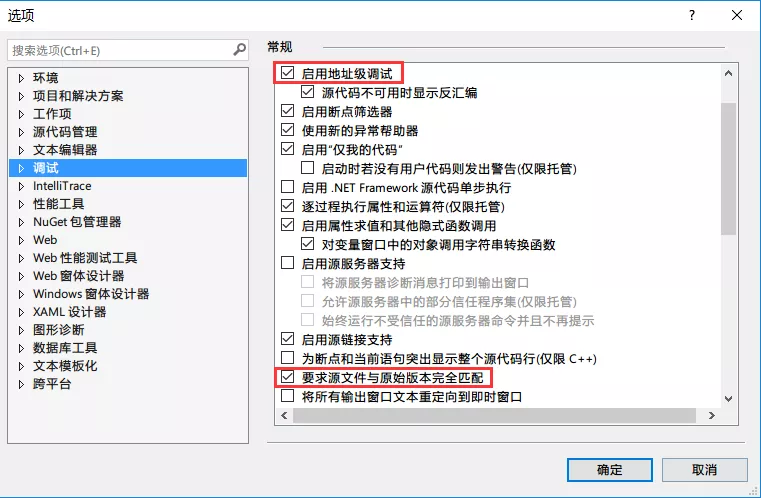 选项
搜索选项(Ctrl+E)
环境
项目和解决方案
工作项
源代码管理
文本编辑器
调试
IntelliTrace
性能工具
NuGet 包管理器
Web
Web 性能测试工具
Web 窗体设计器
Windows 窗体设计器
XAML 设计器
图形诊断
数据库工具
文本模板化
跨平台
常规
启用地址级调试
源代码不可用时显示反汇编
启用断点筛选器
使用新的异常帮助器
启用“仅我的代码”
启动时若没有用户代码则发出警告(仅限托管)
启用 .NET Framework 源代码单步执行
逐过程执行属性和运算符(仅限托管)
启用属性求值和其他隐式函数调用
对变量窗口中的对象调用字符串转换函数
启用源服务器支持
将源服务器诊断消息打印到输出窗口
允许源服务器中的部分信任程序集(仅限托管)
始终运行不受信任的源服务器命令并且不再提示
启用源链接支持
为断点和当前语句突出显示整个源代码行(仅限 C++)
要求源文件与原始版本完全匹配
将所有输出窗口文本重定向到即时窗口
确定
取消